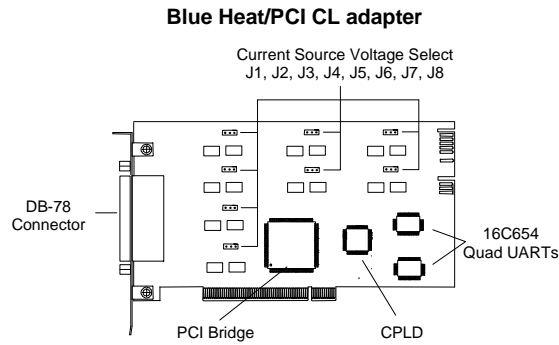 Blue Heat/PCI CL adapter
Current Source Voltage Select
J1, J2, J3, J4, J5, J6, J7, J8
DB-78
Connector
16C654
Quad UARTs
PCI Bridge
CPLD